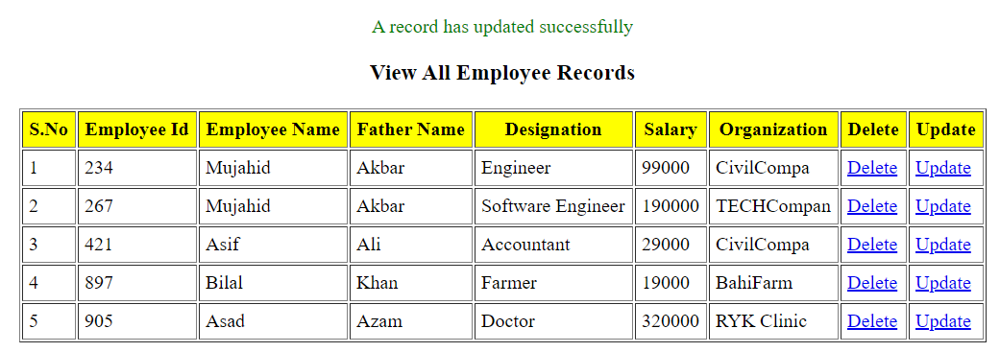 A record has updated successfully
View All Employee Records
S.No Employee Id Employee Name Father Name Designation Salary Organization Delete Update
1 234 Mujahid Akbar Engineer 99000 CivilCompa Delete Update
2 267 Mujahid Akbar Software Engineer 190000 TECHCompan Delete Update
3 421 Asif Ali Accountant 29000 CivilCompa Delete Update
4 897 Bilal Khan Farmer 19000 BahiFarm Delete Update
5 905 Asad Azam Doctor 320000 RYK Clinic Delete Update